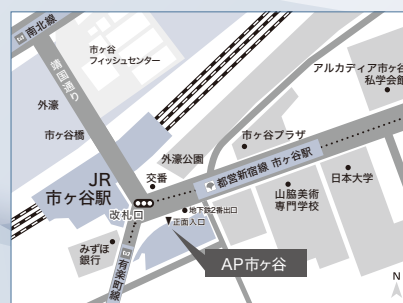 南北線
市ヶ谷
フィッシュセンター
靖国通り
アルカディア市ヶ谷
私学会館
外濠
市ヶ谷橋
市ヶ谷プラザ
外濠公園
JR
市ヶ谷駅
交番
都営新宿線 市ヶ谷駅
日本大学
山脇美術
専門学校
改札口
地下鉄2番出口
正面入口
みずほ
銀行
有楽町線
AP市ヶ谷
N